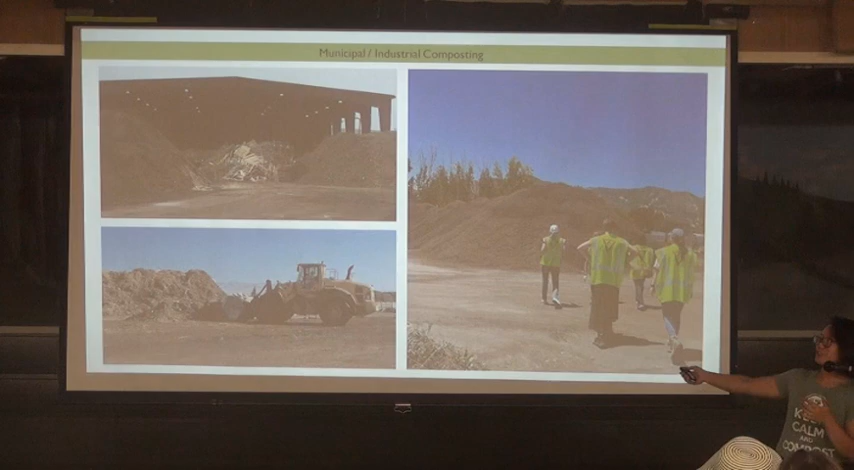 Municipal / Industrial Composting
KEEP
CALM
AND
COMPOST